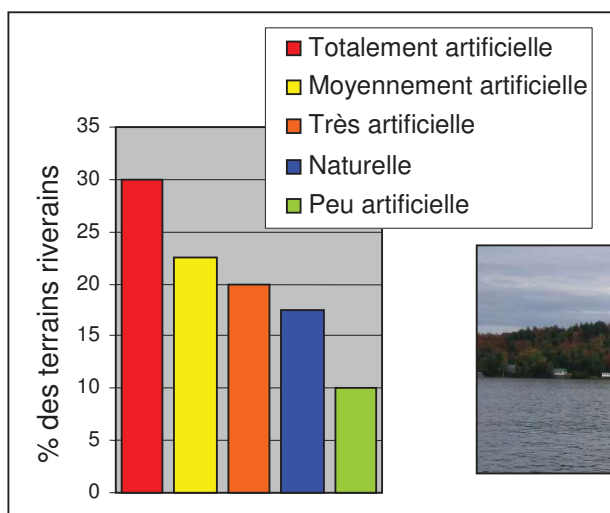 Totalement artificielle
Moyennement artificielle
Très artificielle
Naturelle
Peu artificielle
% des terrains riverains
35
30
25
20
15
10
5
0